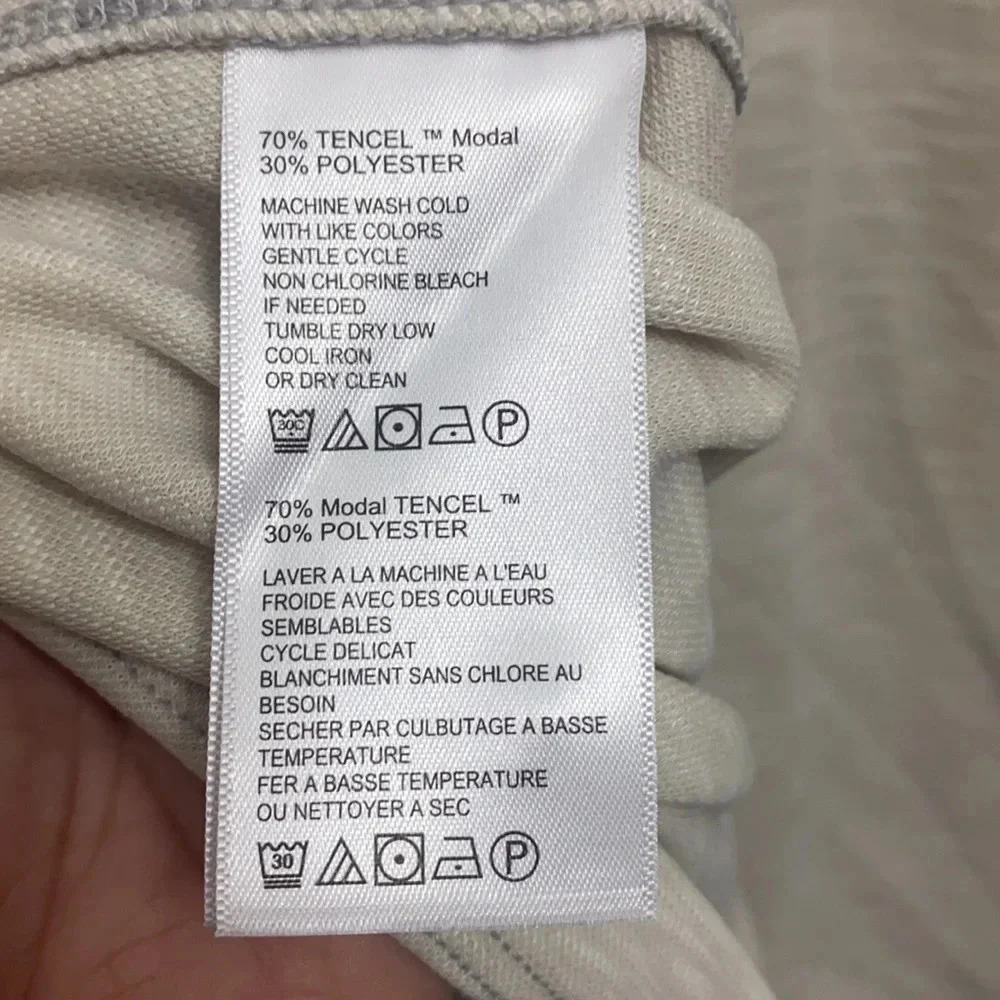 70% TENCEL ™ Modal
30% POLYESTER
MACHINE WASH COLD
WITH LIKE COLORS
GENTLE CYCLE
NON CHLORINE BLEACH
IF NEEDED
TUMBLE DRY LOW
COOL IRON
OR DRY CLEAN
30C P
70% Modal TENCEL ™
30% POLYESTER
LAVER A LA MACHINE A L'EAU
FROIDE AVEC DES COULEURS
SEMBLABLES
CYCLE DELICAT
BLANCHIMENT SANS CHLORE AU
BESOIN
SECHER PAR CULBUTAGE A BASSE
TEMPERATURE
FER A BASSE TEMPERATURE
OU NETTOYER A SEC
30 P